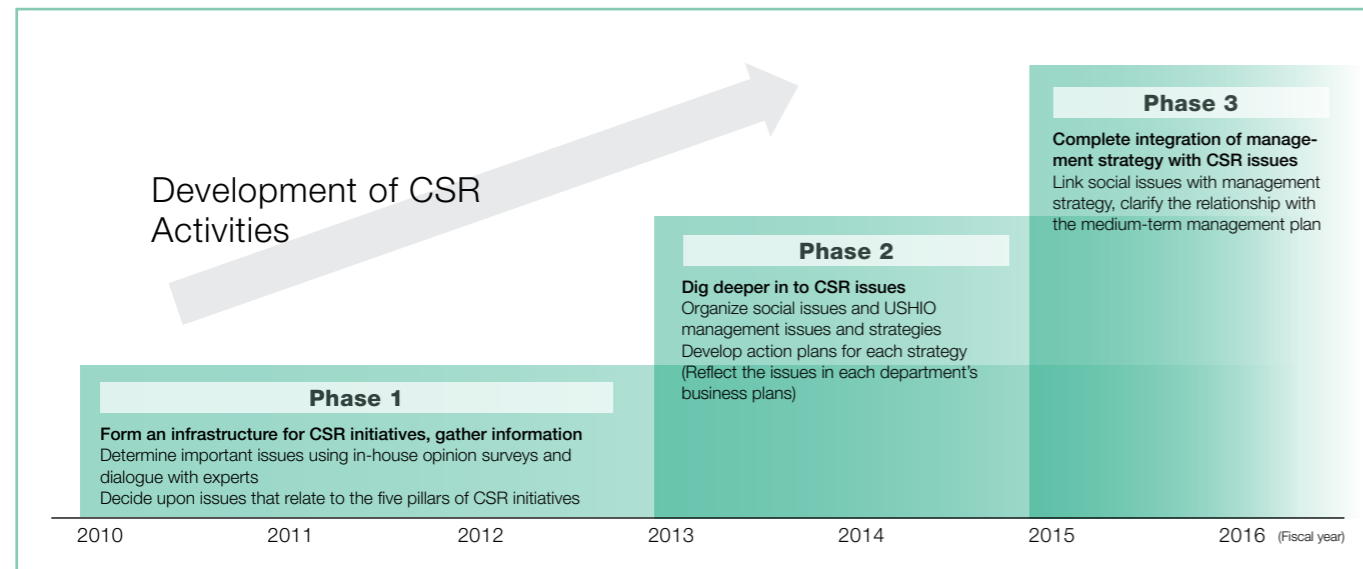 Development of CSR
Activities
Phase 1
Form an infrastructure for CSR initiatives, gather information
Determine important issues using in-house opinion surveys and
dialogue with experts
Decide upon issues that relate to the five pillars of CSR initiatives
Phase 2
Dig deeper in to CSR issues
Organize social issues and USHIO
management issues and strategies
Develop action plans for each strategy
(Reflect the issues in each department's
business plans)
Phase 3
Complete integration of manage-
ment strategy with CSR issues
Link social issues with management
strategy, clarify the relationship with
the medium-term management plan
2010 2011 2012 2013 2014 2015 2016 (Fiscal year)